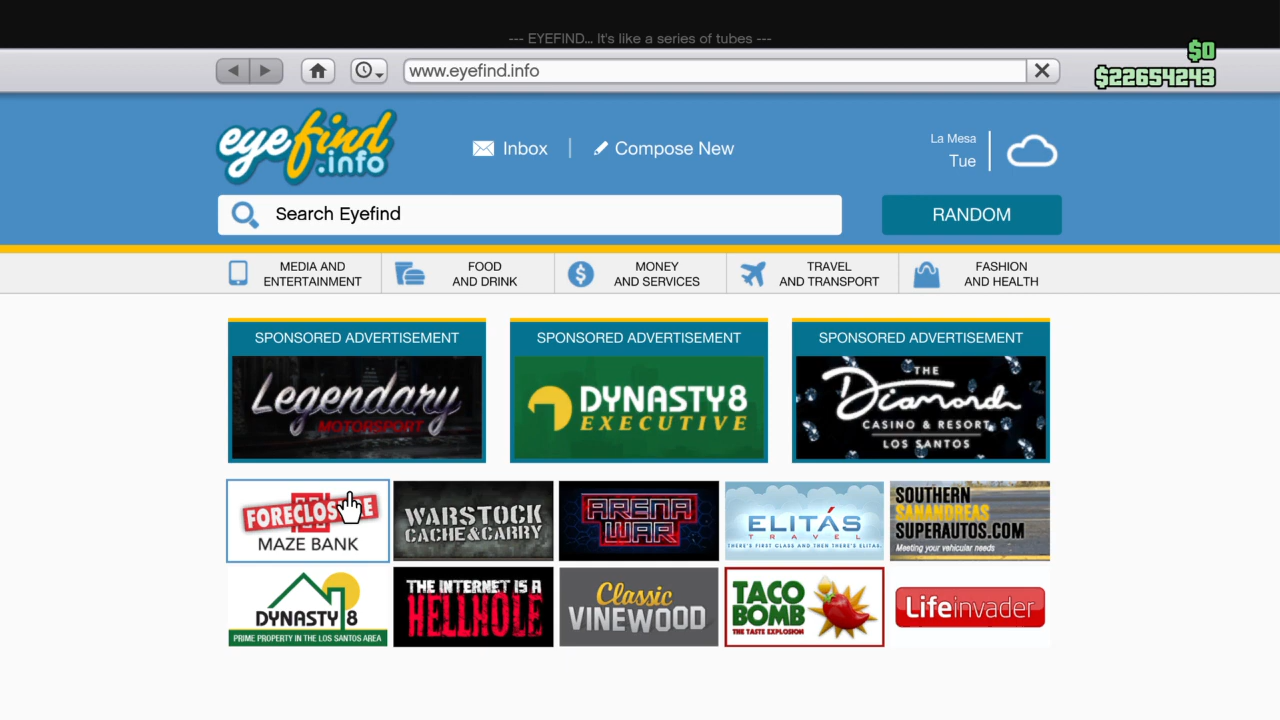 --- EYEFIND... It's like a series of tubes ---
$0
www.eyefind.info
$22654243
eyefind
.info
Inbox
Compose New
La Mesa
Tue
Search Eyefind
RANDOM
MEDIA AND
ENTERTAINMENT
FOOD
AND DRINK
MONEY
AND SERVICES
TRAVEL
AND TRANSPORT
FASHION
AND HEALTH
SPONSORED ADVERTISEMENT
SPONSORED ADVERTISEMENT
SPONSORED ADVERTISEMENT
Legendary
MOTORSPORT
DYNASTY8
EXECUTIVE
THE
Diamond
CASINO & RESORT
LOS SANTOS
FORECLOSURE
MAZE BANK
WARSTOCK
CACHE&CARRY
ARENA
WAR
ELITÁS
TRAVEL
THERE'S FIRST CLASS AND THEN THERE'S ELITAS.
SOUTHERN
SANANDREAS
SUPERAUTOS.COM
Meeting your vehicular needs
DYNASTY 8
PRIME PROPERTY IN THE LOS SANTOS AREA
THE INTERNET IS A
HELLHOLE
Classic
VINEWOOD
TACO
BOMB
THE TASTE EXPLOSION
Lifeinvader